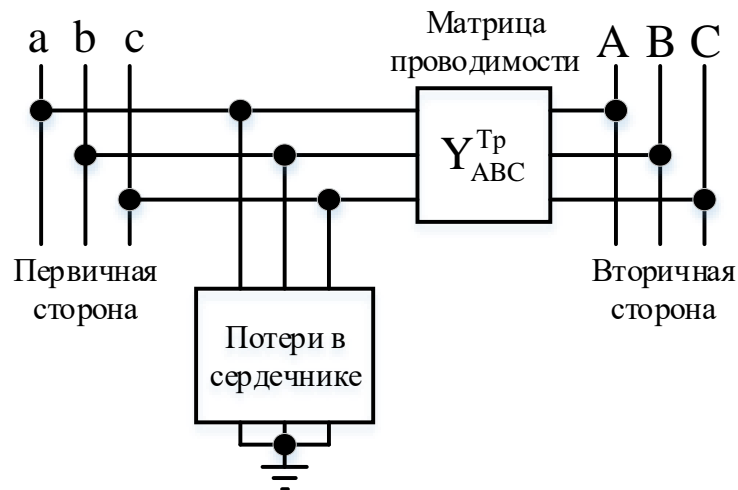 a b c
Матрица
проводимости
A B C
Y^Тр_ABC
Первичная
сторона
Вторичная
сторона
Потери в
сердечнике